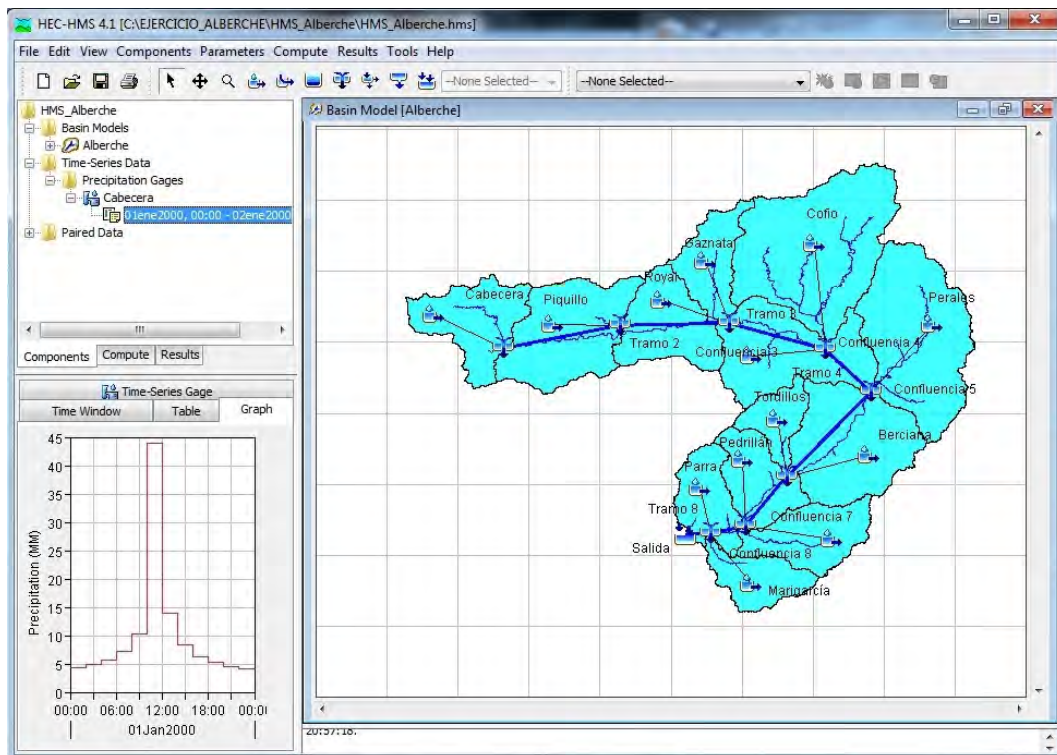 HEC-HMS 4.1 [C:\EJERCICIO_ALBERCHE\HMS_Alberche\HMS_Alberche.hms]
File Edit View Components Parameters Compute Results Tools Help
--None Selected-- --None Selected--
HMS_Alberche
Basin Models
Alberche
Time-Series Data
Precipitation Gages
Cabecera
01ene2000, 00:00 - 02ene2000
Paired Data
Components Compute Results
Time-Series Gage
Time Window Table Graph
Precipitation (MM)
45
40
35
30
25
20
15
10
5
0
00:00 06:00 12:00 18:00
01Jan2000
Basin Model [Alberche]
Cofio
Gaznata
Royal
Cabecera
Piquillo
Perales
Tramo 3
Tramo 2
Confluencia 3
Confluencia 4
Tramo 4
Confluencia 5
Tordillos
Berciana
Pedrillán
Parra
Tramo 8
Confluencia 7
Salida
Confluencia 8
Marigarcía